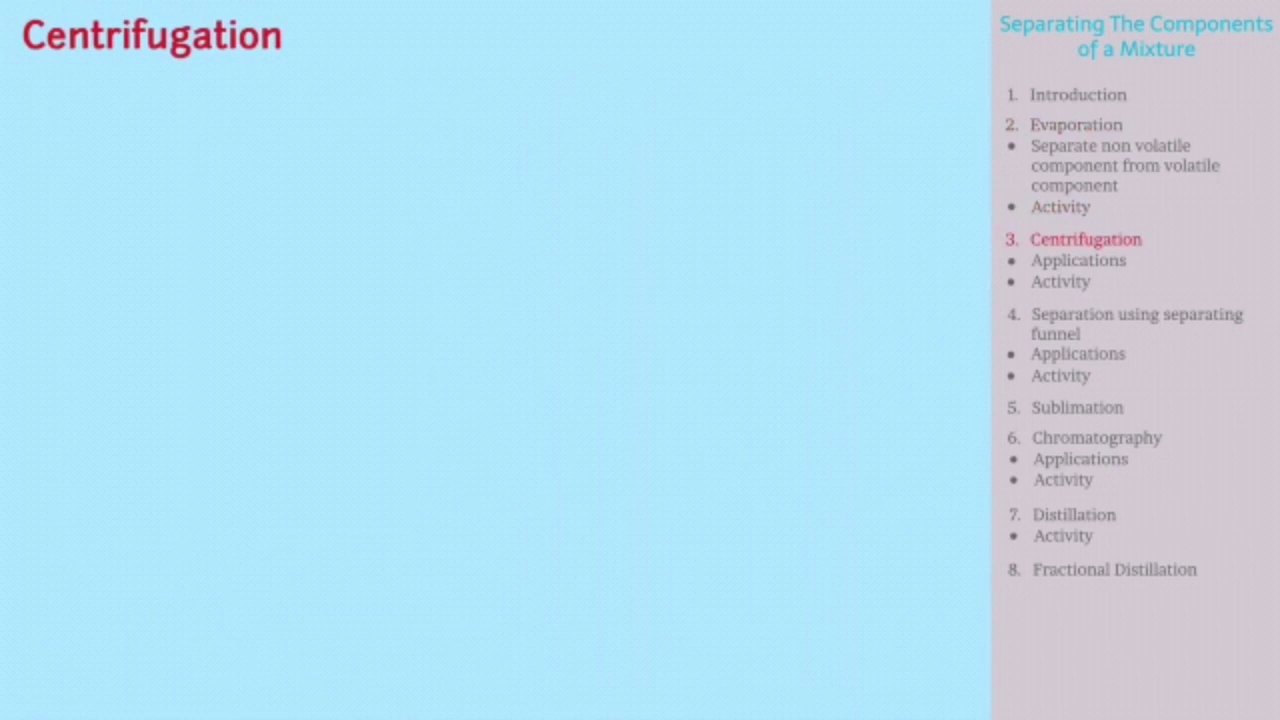 Centrifugation
Separating The Components
of a Mixture
1. Introduction
2. Evaporation
• Separate non volatile
component from volatile
component
• Activity
3. Centrifugation
• Applications
• Activity
4. Separation using separating
funnel
• Applications
• Activity
5. Sublimation
6. Chromatography
• Applications
• Activity
7. Distillation
• Activity
8. Fractional Distillation